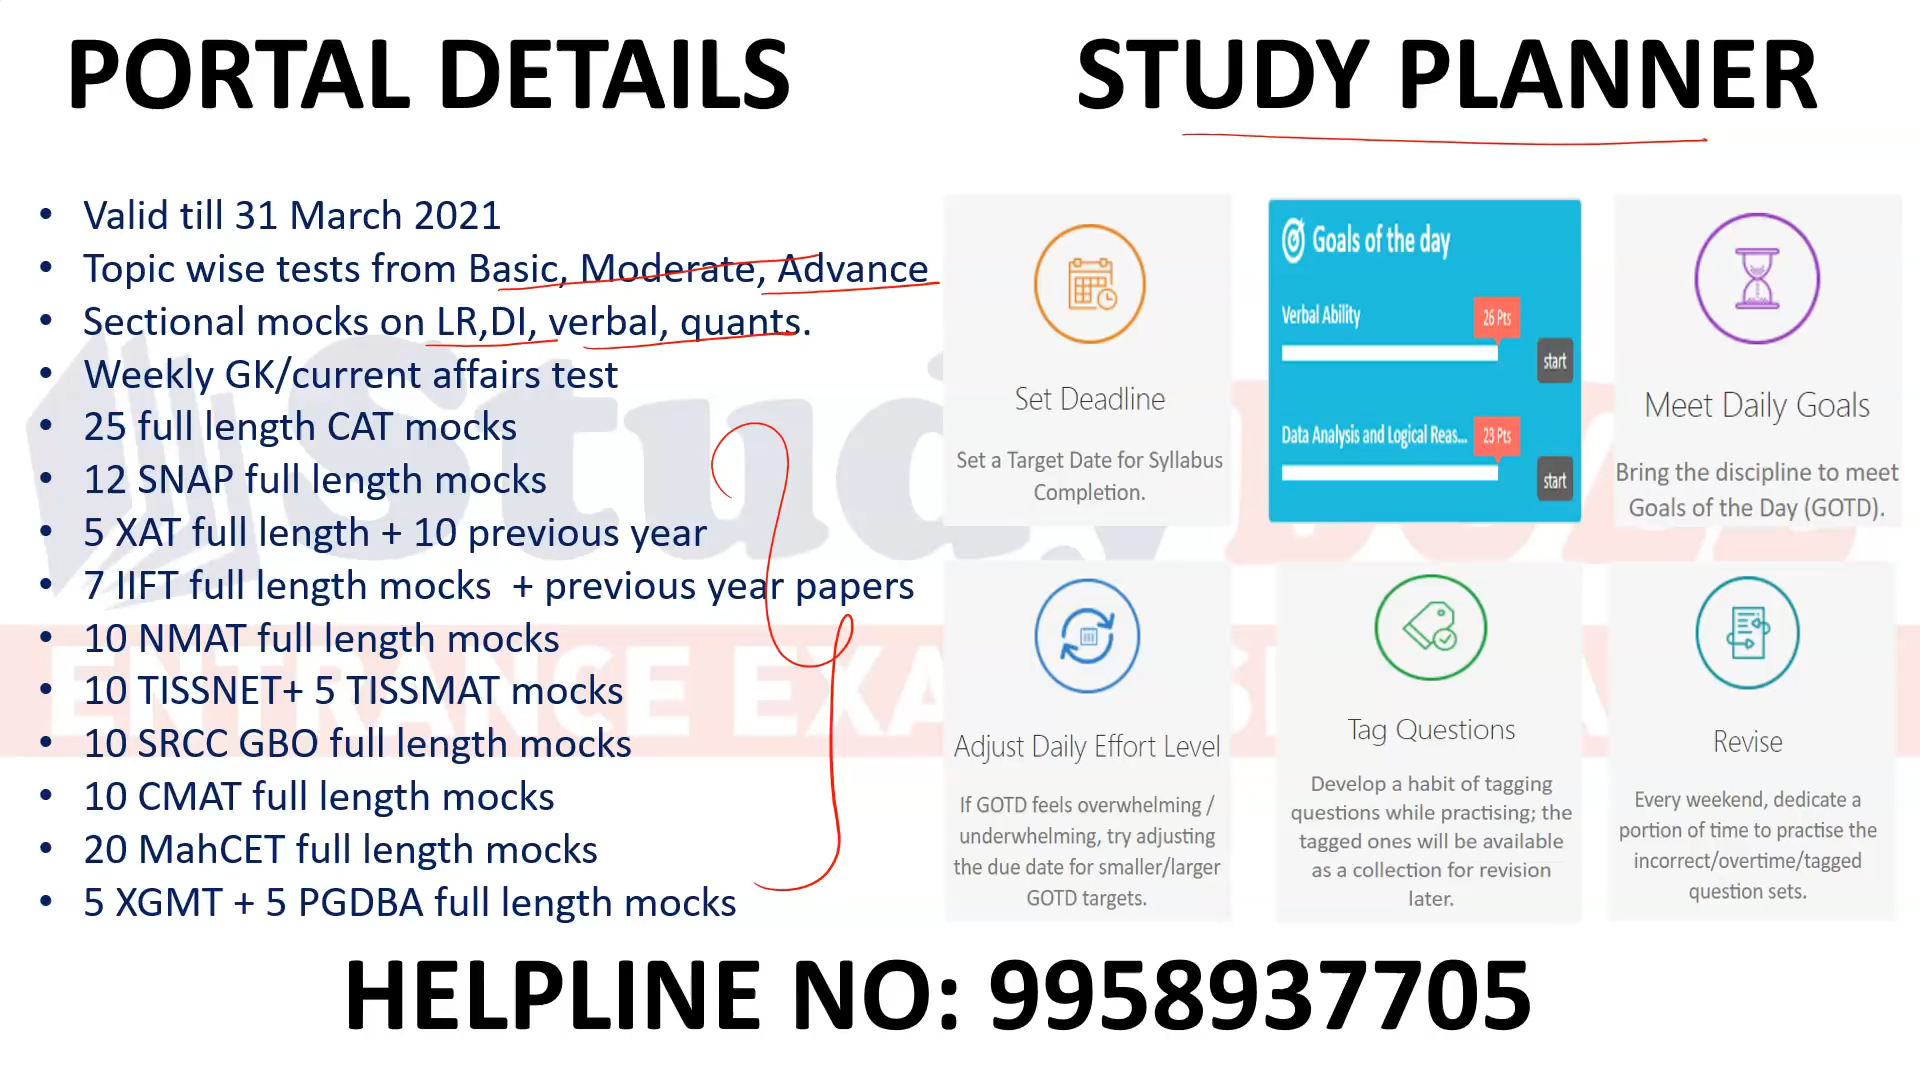 PORTAL DETAILS
STUDY PLANNER
• Valid till 31 March 2021
• Topic wise tests from Basic, Moderate, Advance
• Sectional mocks on LR,DI, verbal, quants.
• Weekly GK/current affairs test
• 25 full length CAT mocks
• 12 SNAP full length mocks
• 5 XAT full length + 10 previous year
• 7 IIFT full length mocks + previous year papers
• 10 NMAT full length mocks
• 10 TISSNET+ 5 TISSMAT mocks
• 10 SRCC GBO full length mocks
• 10 CMAT full length mocks
• 20 MahCET full length mocks
• 5 XGMT + 5 PGDBA full length mocks
Set Deadline
Set a Target Date for Syllabus
Completion.
Goals of the day
Verbal Ability
26 Pts
start
Data Analysis and Logical Reas...
23 Pts
start
Meet Daily Goals
Bring the discipline to meet
Goals of the Day (GOTD).
Adjust Daily Effort Level
If GOTD feels overwhelming /
underwhelming, try adjusting
the due date for smaller/larger
GOTD targets.
Tag Questions
Develop a habit of tagging
questions while practising; the
tagged ones will be available
as a collection for revision
later.
Revise
Every weekend, dedicate a
portion of time to practise the
incorrect/overtime/tagged
question sets.
Study
ENTRANCE
HELPLINE NO: 9958937705